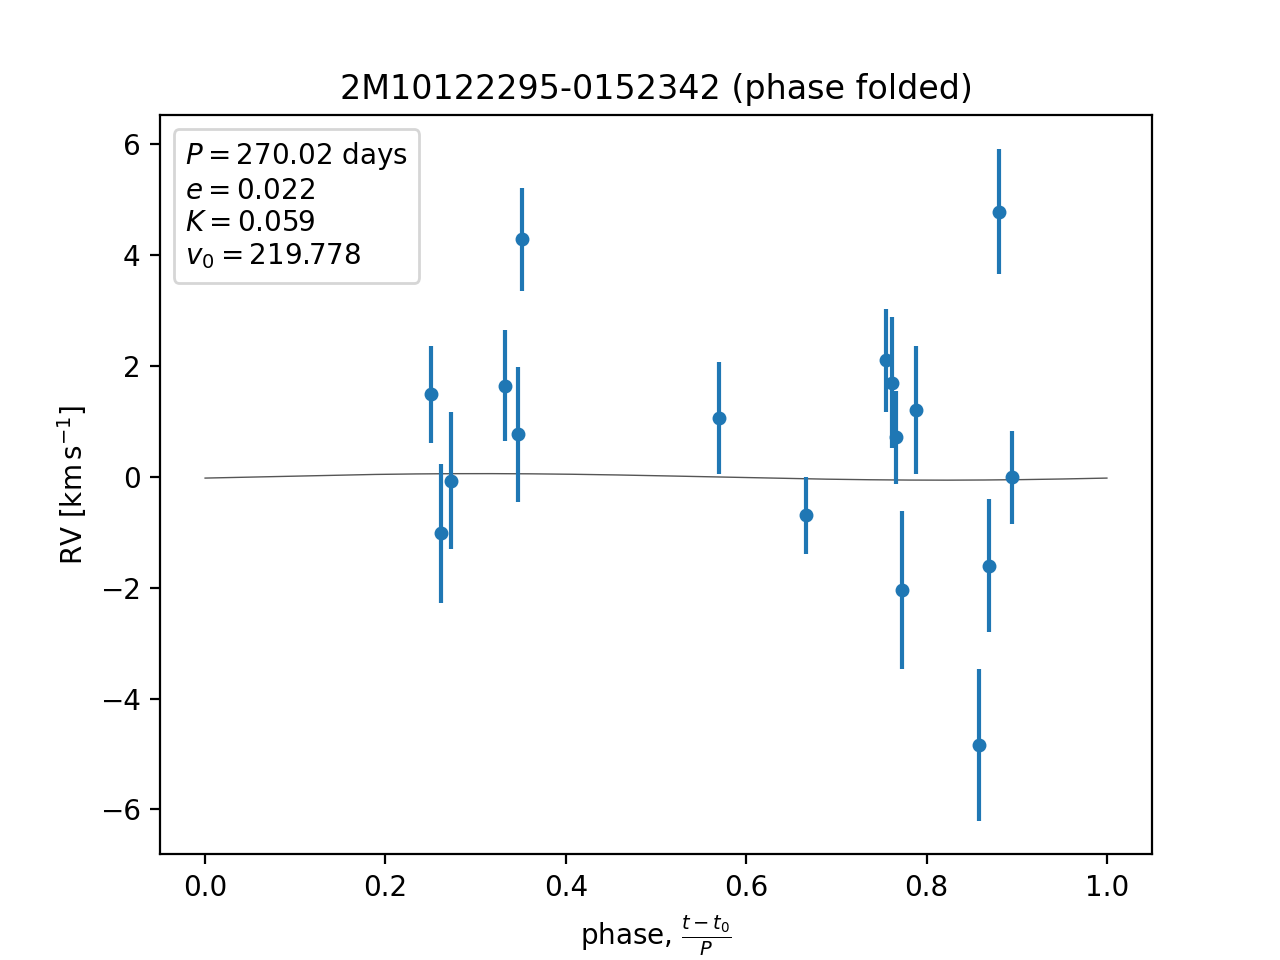 2M10122295-0152342 (phase folded)
P = 270.02 days
e = 0.022
K = 0.059
v₀ = 219.778
6
4
2
0
−2
−4
−6
RV [km s⁻¹]
0.0 0.2 0.4 0.6 0.8 1.0
phase, (t − t₀)/P